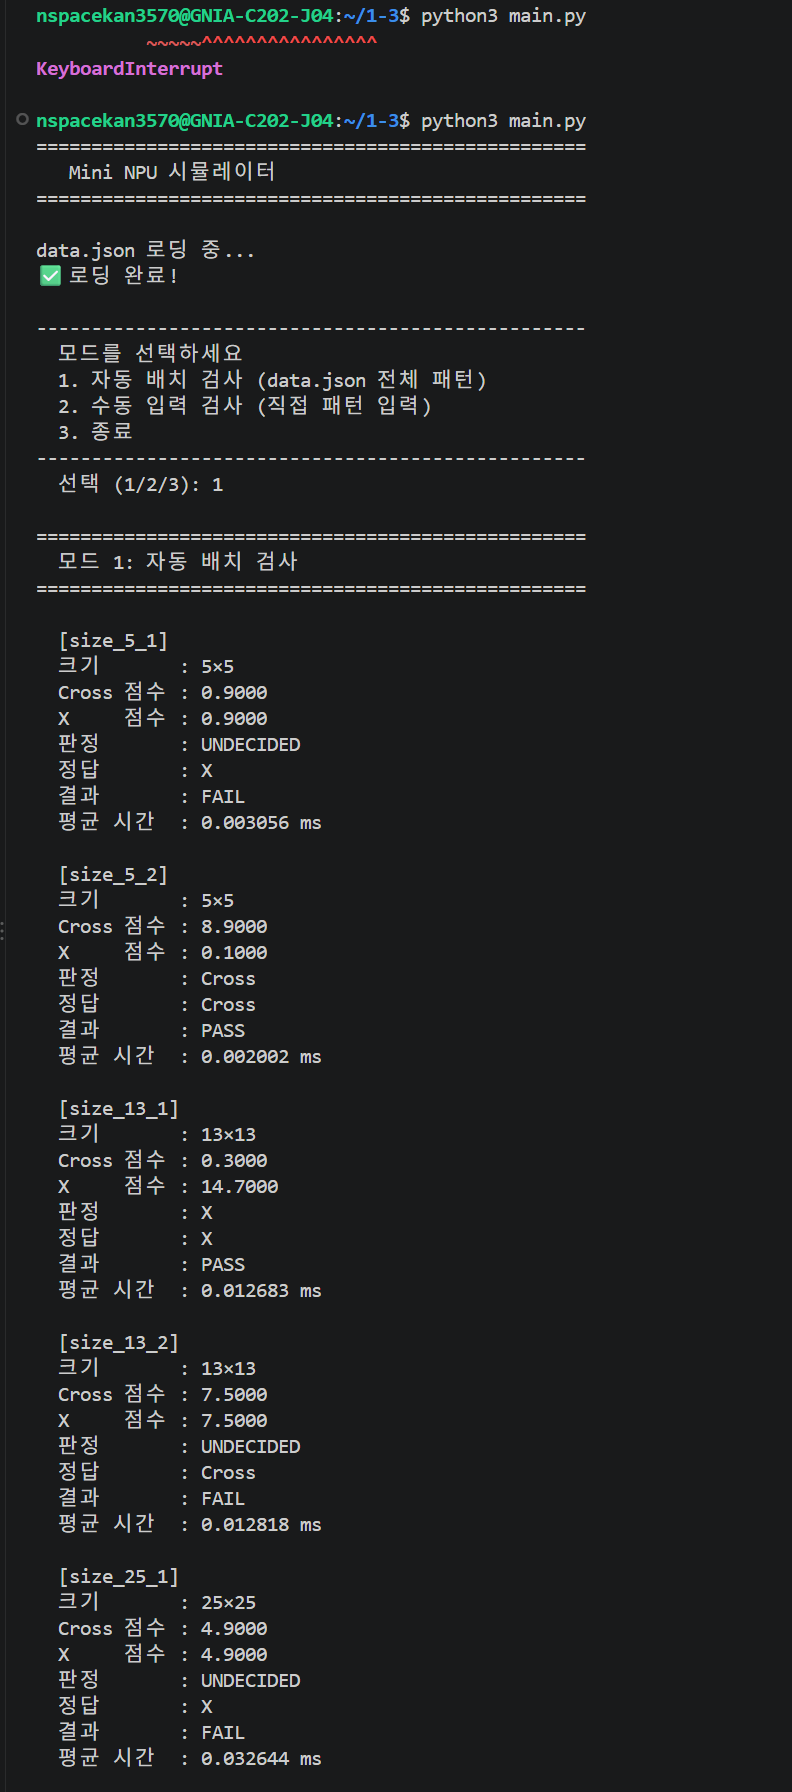 nspacekan3570@GNIA-C202-J04:~/1-3$ python3 main.py
~~~~~^^^^^^^^^^^^^^^^
KeyboardInterrupt
nspacekan3570@GNIA-C202-J04:~/1-3$ python3 main.py
==================================================
Mini NPU 시뮬레이터
==================================================
data.json 로딩 중...
✅ 로딩 완료!
--------------------------------------------------
모드를 선택하세요
1. 자동 배치 검사 (data.json 전체 패턴)
2. 수동 입력 검사 (직접 패턴 입력)
3. 종료
--------------------------------------------------
선택 (1/2/3): 1
==================================================
모드 1: 자동 배치 검사
==================================================
[size_5_1]
크기 : 5×5
Cross 점수 : 0.9000
X 점수 : 0.9000
판정 : UNDECIDED
정답 : X
결과 : FAIL
평균 시간 : 0.003056 ms
[size_5_2]
크기 : 5×5
Cross 점수 : 8.9000
X 점수 : 0.1000
판정 : Cross
정답 : Cross
결과 : PASS
평균 시간 : 0.002002 ms
[size_13_1]
크기 : 13×13
Cross 점수 : 0.3000
X 점수 : 14.7000
판정 : X
정답 : X
결과 : PASS
평균 시간 : 0.012683 ms
[size_13_2]
크기 : 13×13
Cross 점수 : 7.5000
X 점수 : 7.5000
판정 : UNDECIDED
정답 : Cross
결과 : FAIL
평균 시간 : 0.012818 ms
[size_25_1]
크기 : 25×25
Cross 점수 : 4.9000
X 점수 : 4.9000
판정 : UNDECIDED
정답 : X
결과 : FAIL
평균 시간 : 0.032644 ms